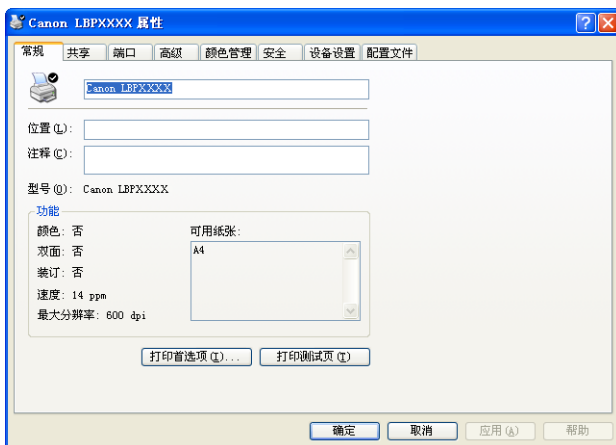 Canon LBPXXXX 属性
常规 共享 端口 高级 颜色管理 安全 设备设置 配置文件
Canon LBPXXXX
位置(L):
注释(C):
型号(O): Canon LBPXXXX
功能
颜色: 否 可用纸张:
双面: 否 A4
装订: 否
速度: 14 ppm
最大分辨率: 600 dpi
打印首选项(I)... 打印测试页(T)
确定 取消 应用(A) 帮助